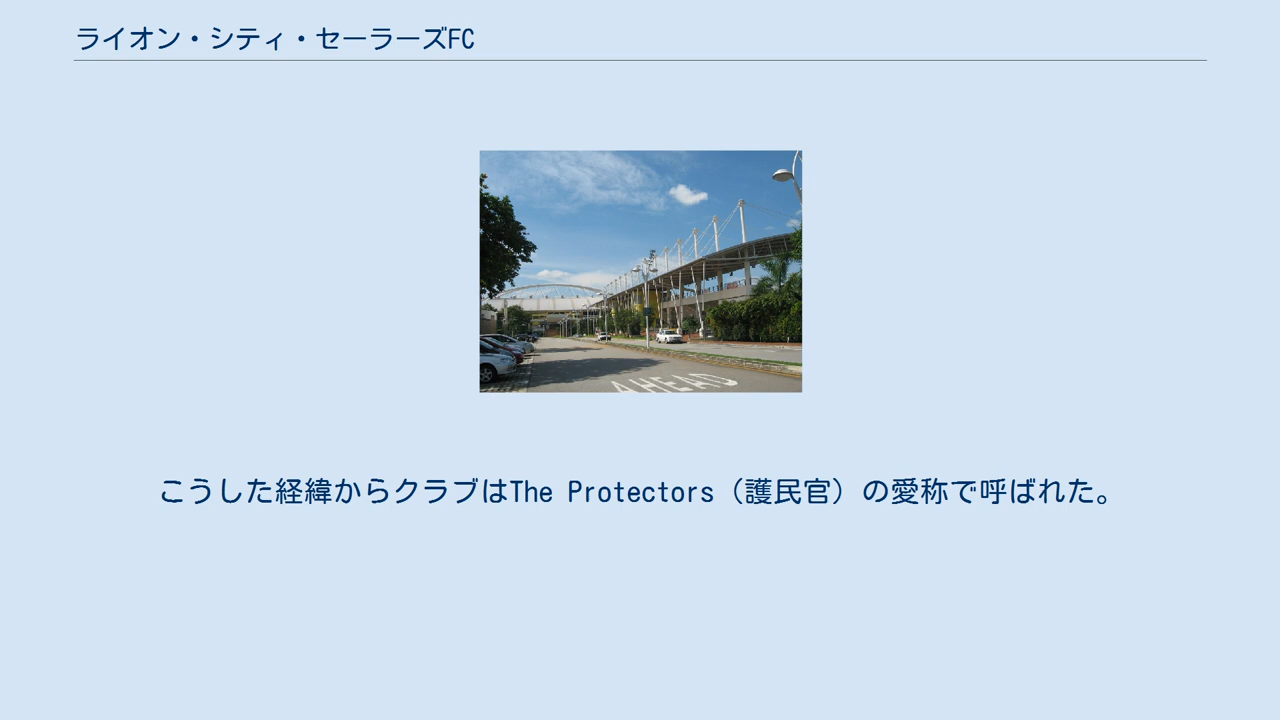 ライオン・シティ・セーラーズFC
AHEAD
こうした経緯からクラブはThe Protectors（護民官）の愛称で呼ばれた。